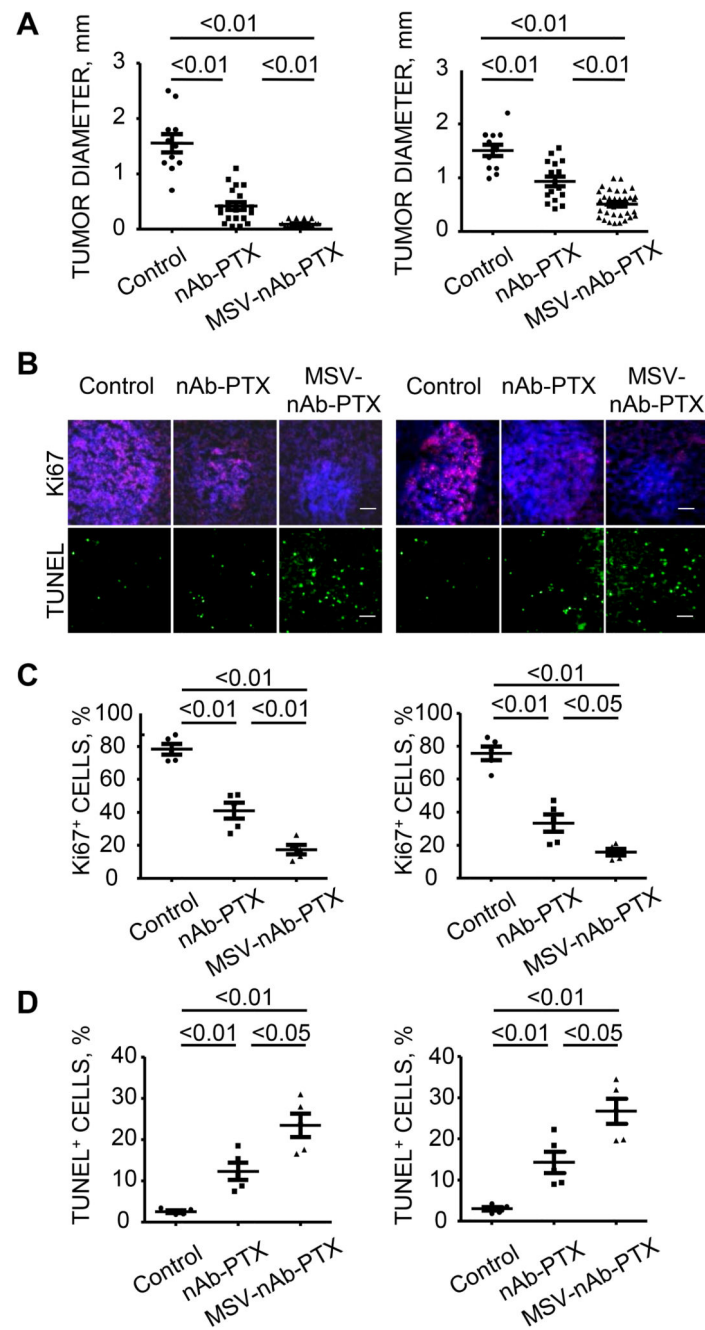 A
<0.01
<0.01 <0.01
TUMOR DIAMETER, mm
3
2
1
0
Control
nAb-PTX
MSV-nAb-PTX
<0.01
<0.01 <0.01
TUMOR DIAMETER, mm
3
2
1
0
Control
nAb-PTX
MSV-nAb-PTX
B
Control nAb-PTX MSV-
nAb-PTX
Control nAb-PTX MSV-
nAb-PTX
Ki67
TUNEL
C
<0.01
<0.01 <0.01
Ki67+ CELLS, %
100
80
60
40
20
0
Control
nAb-PTX
MSV-nAb-PTX
<0.01
<0.01 <0.05
Ki67+ CELLS, %
100
80
60
40
20
0
Control
nAb-PTX
MSV-nAb-PTX
D
<0.01
<0.01 <0.05
TUNEL+ CELLS, %
40
30
20
10
0
Control
nAb-PTX
MSV-nAb-PTX
<0.01
<0.01 <0.05
TUNEL+ CELLS, %
40
30
20
10
0
Control
nAb-PTX
MSV-nAb-PTX